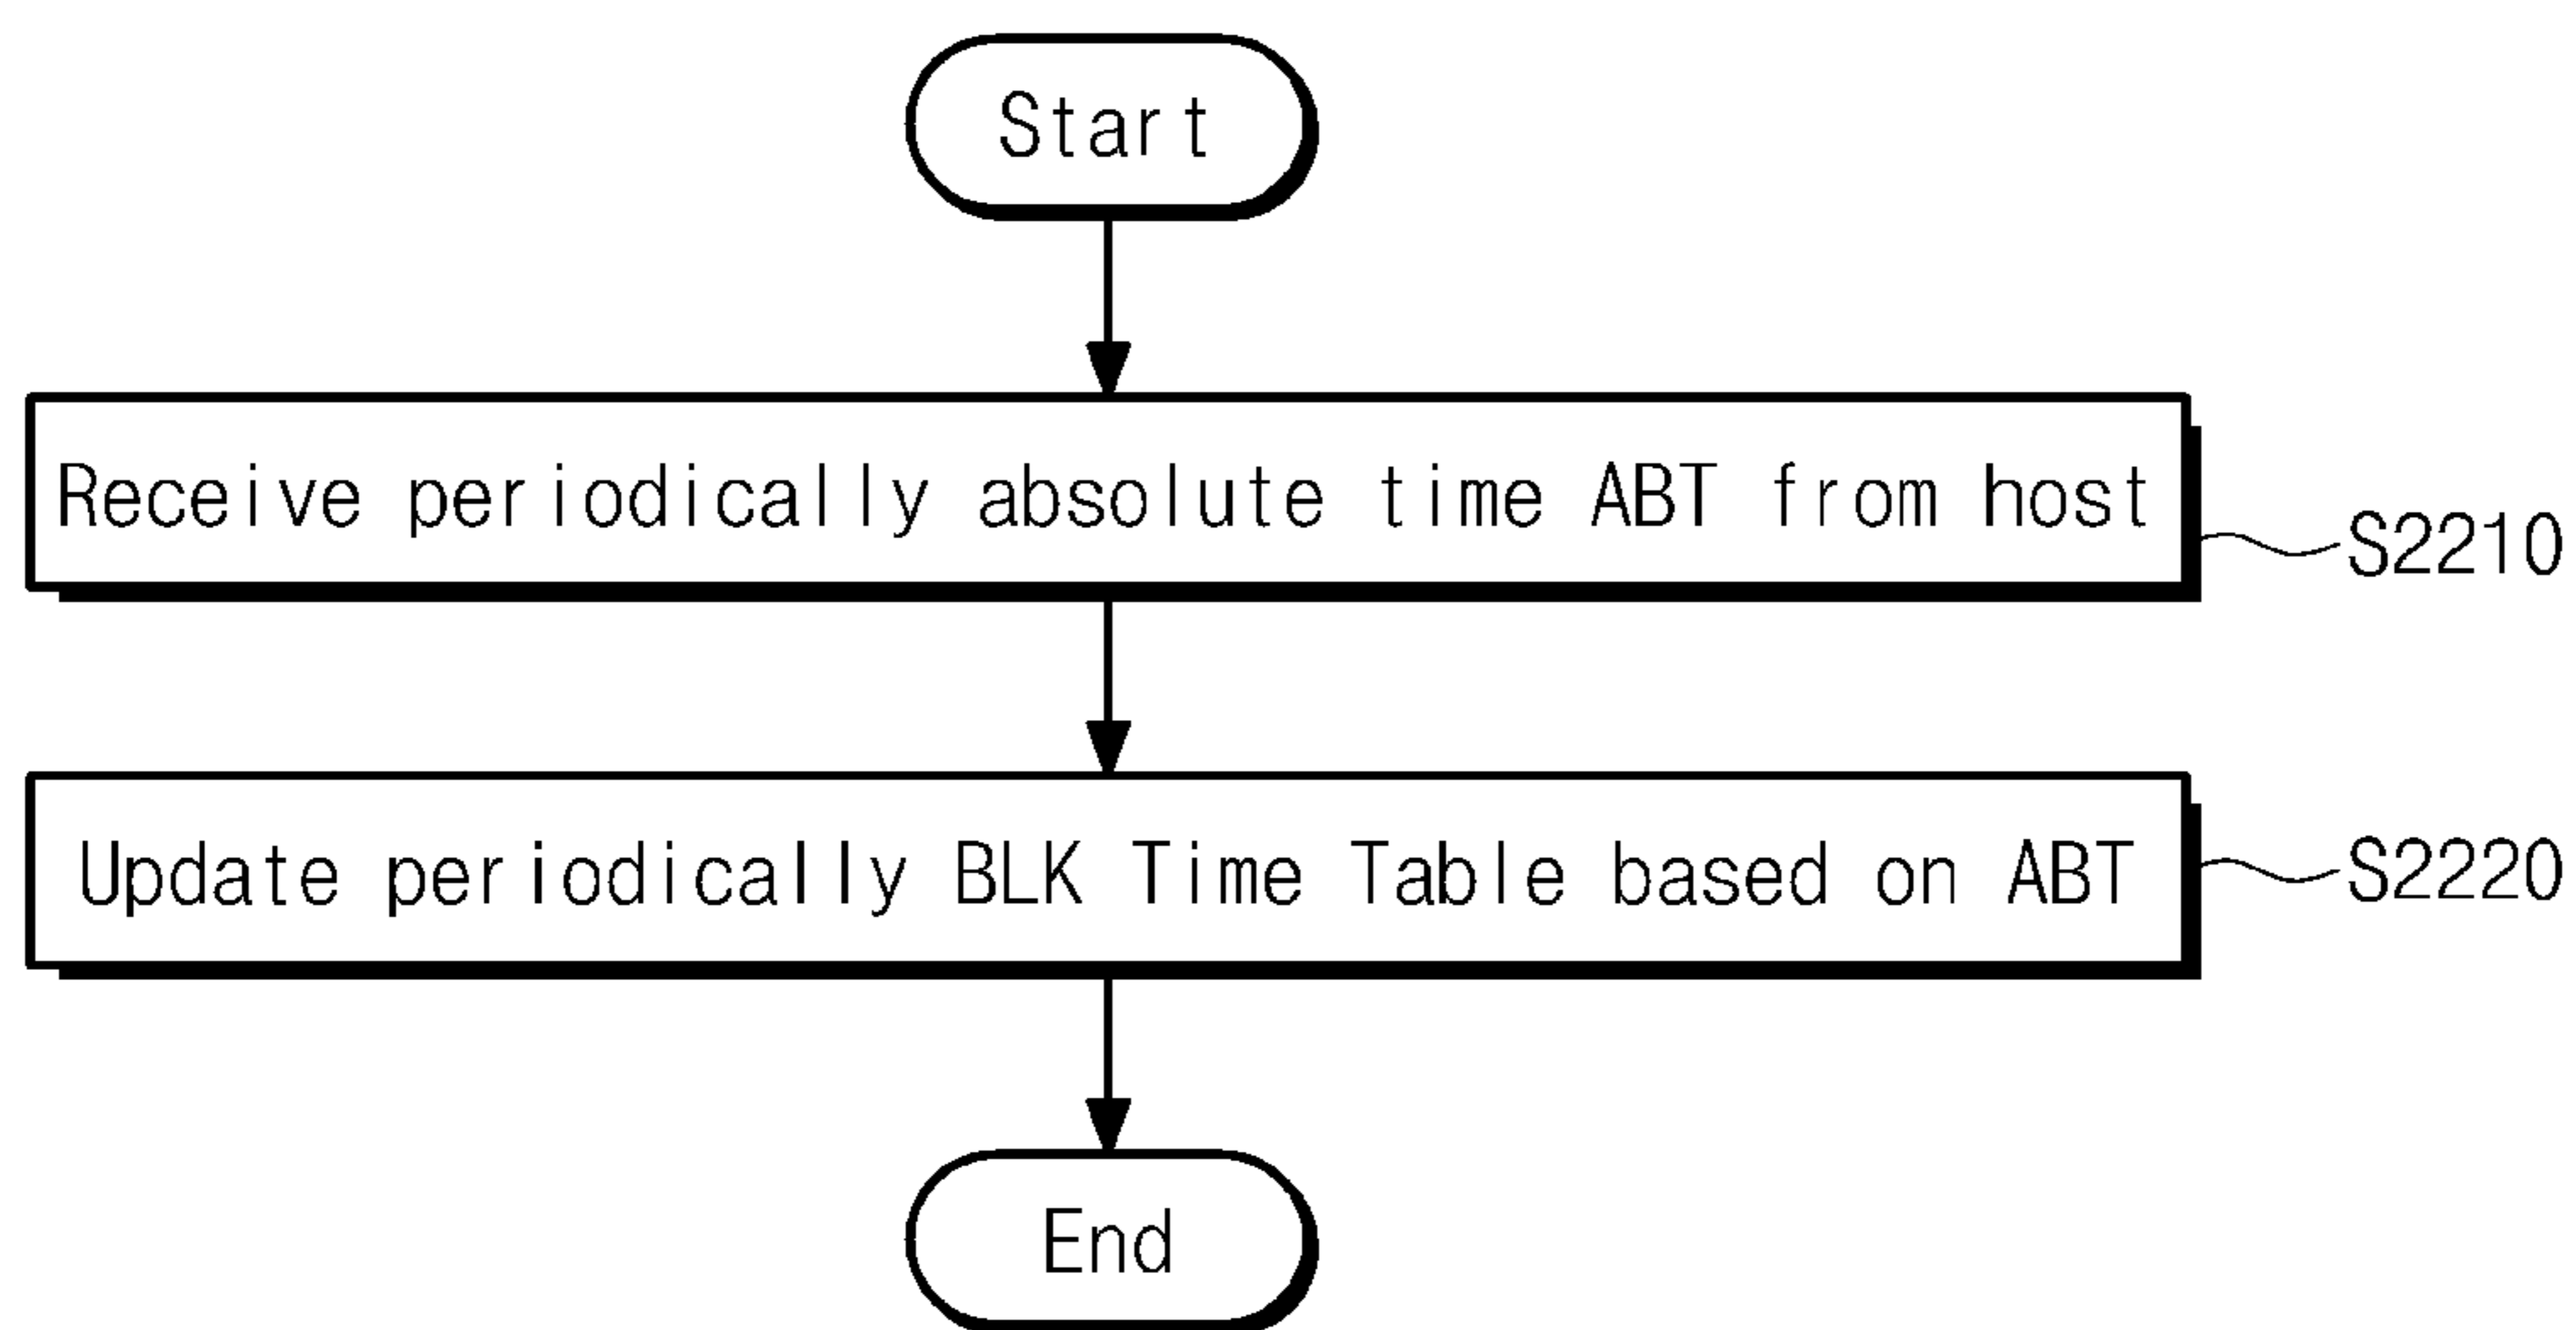 Start
Receive periodically absolute time ABT from host
S2210
Update periodically BLK Time Table based on ABT
S2220
End